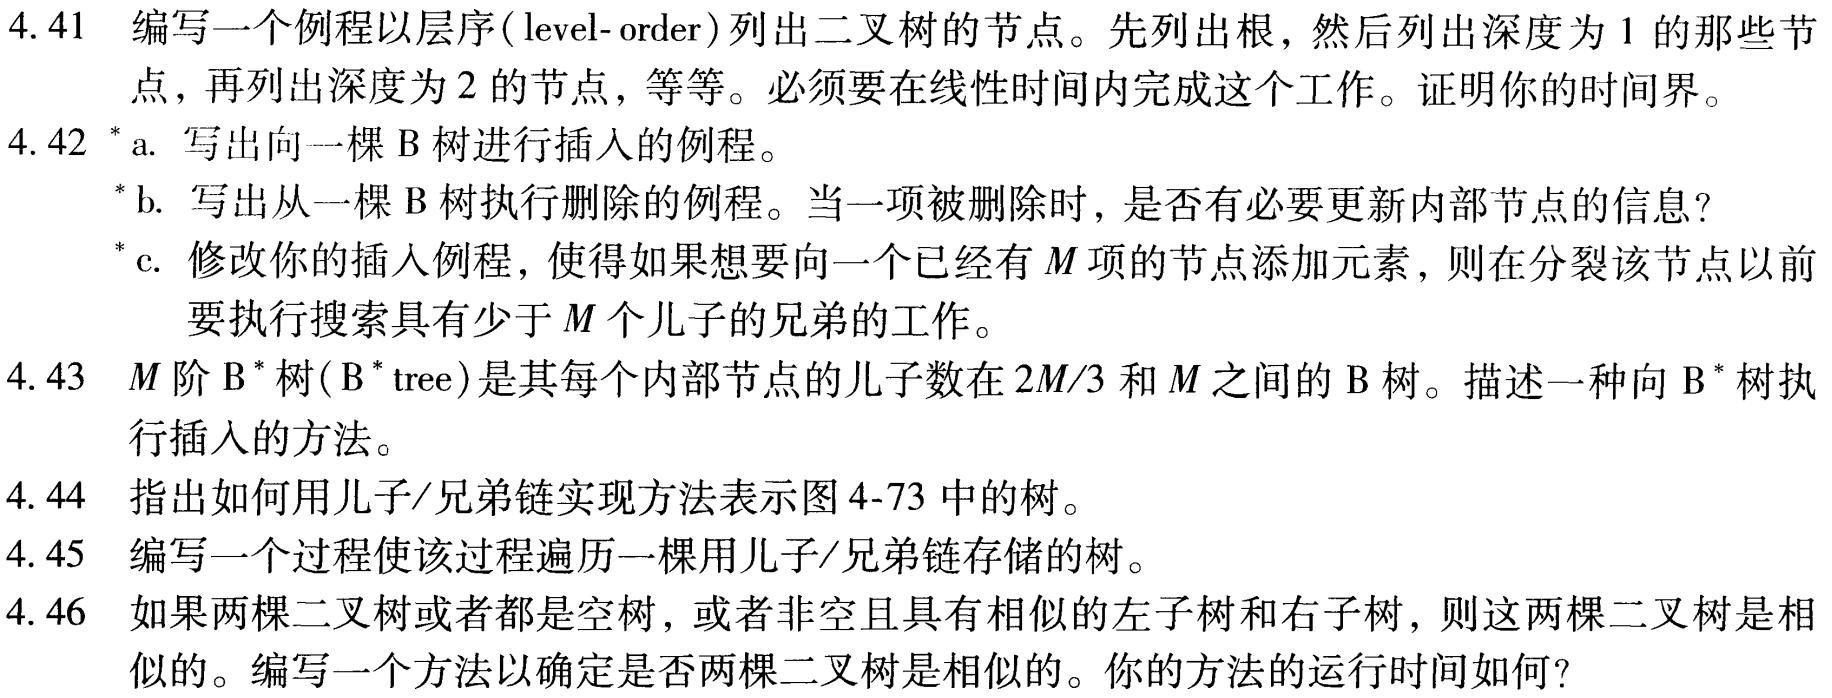 4.41 编写一个例程以层序(level-order)列出二叉树的节点。先列出根，然后列出深度为1的那些节
点，再列出深度为2的节点，等等。必须要在线性时间内完成这个工作。证明你的时间界。
4.42 *a. 写出向一棵B树进行插入的例程。
*b. 写出从一棵B树执行删除的例程。当一项被删除时，是否有必要更新内部节点的信息?
*c. 修改你的插入例程，使得如果想要向一个已经有M项的节点添加元素，则在分裂该节点以前
要执行搜索具有少于M个儿子的兄弟的工作。
4.43 M阶B*树(B*tree)是其每个内部节点的儿子数在2M/3和M之间的B树。描述一种向B*树执
行插入的方法。
4.44 指出如何用儿子/兄弟链实现方法表示图4-73中的树。
4.45 编写一个过程使该过程遍历一棵用儿子/兄弟链存储的树。
4.46 如果两棵二叉树或者都是空树，或者非空且具有相似的左子树和右子树，则这两棵二叉树是相
似的。编写一个方法以确定是否两棵二叉树是相似的。你的方法的运行时间如何?